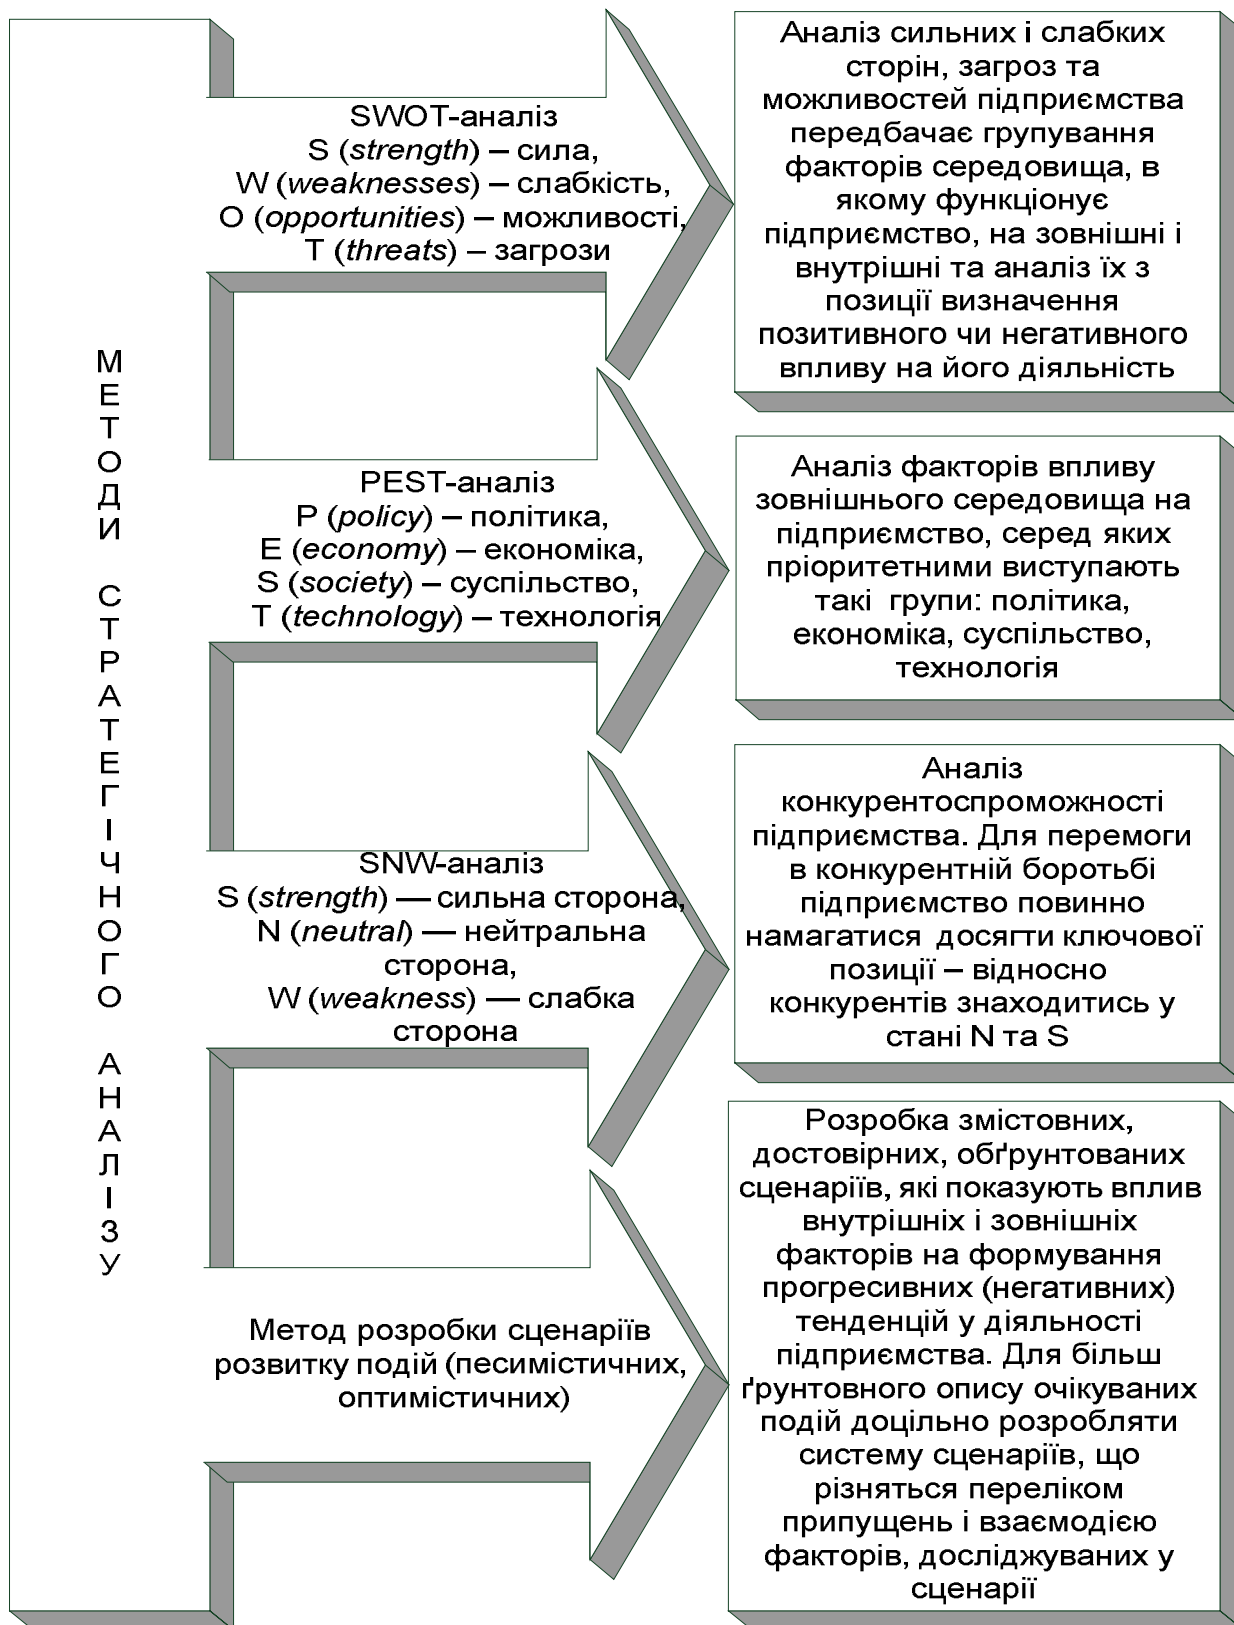 МЕТОДИ СТРАТЕГІЧНОГО АНАЛІЗУ
SWOT-аналіз
S (strength) – сила,
W (weaknesses) – слабкість,
O (opportunities) – можливості,
T (threats) – загрози
Аналіз сильних і слабких
сторін, загроз та
можливостей підприємства
передбачає групування
факторів середовища, в
якому функціонує
підприємство, на зовнішні і
внутрішні та аналіз їх з
позиції визначення
позитивного чи негативного
впливу на його діяльність
PEST-аналіз
P (policy) – політика,
E (economy) – економіка,
S (society) – суспільство,
T (technology) – технологія
Аналіз факторів впливу
зовнішнього середовища на
підприємство, серед яких
пріоритетними виступають
такі групи: політика,
економіка, суспільство,
технологія
SNW-аналіз
S (strength) — сильна сторона,
N (neutral) — нейтральна
сторона,
W (weakness) — слабка
сторона
Аналіз
конкурентоспроможності
підприємства. Для перемоги
в конкурентній боротьбі
підприємство повинно
намагатися досягти ключової
позиції – відносно
конкурентів знаходитись у
стані N та S
Метод розробки сценаріїв
розвитку подій (песимістичних,
оптимістичних)
Розробка змістовних,
достовірних, обґрунтованих
сценаріїв, які показують вплив
внутрішніх і зовнішніх
факторів на формування
прогресивних (негативних)
тенденцій у діяльності
підприємства. Для більш
ґрунтовного опису очікуваних
подій доцільно розробляти
систему сценаріїв, що
різняться переліком
припущень і взаємодією
факторів, досліджуваних у
сценарії